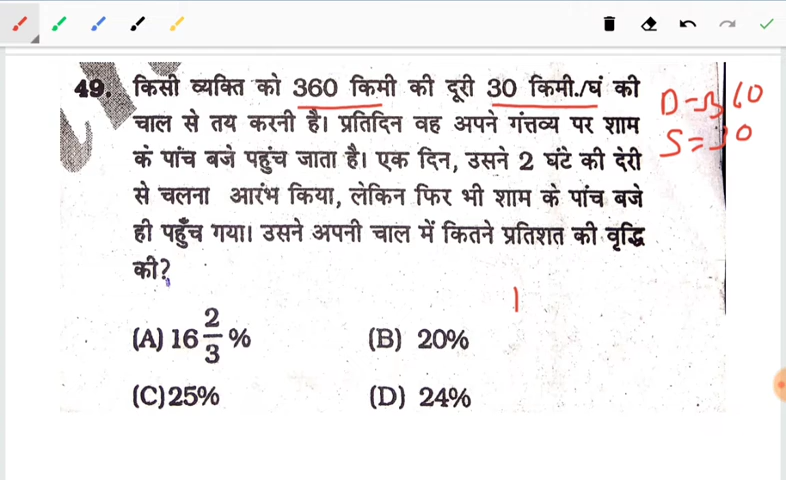 49. किसी व्यक्ति को 360 किमी की दूरी 30 किमी./घं की
चाल से तय करनी है। प्रतिदिन वह अपने गंत्तव्य पर शाम
के पांच बजे पहुंच जाता है। एक दिन, उसने 2 घंटे की देरी
से चलना आरंभ किया, लेकिन फिर भी शाम के पांच बजे
ही पहुँच गया। उसने अपनी चाल में कितने प्रतिशत की वृद्धि
की?
D=360
S=30
(A) 16 2/3 %
(B) 20%
(C) 25%
(D) 24%